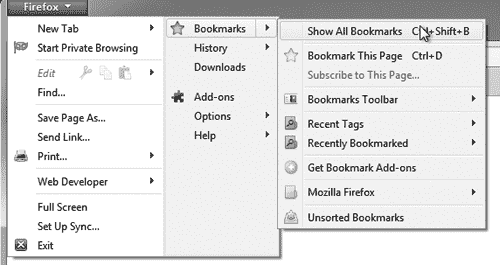 Firefox
New Tab
Start Private Browsing
Edit
Find...
Save Page As...
Send Link...
Print...
Web Developer
Full Screen
Set Up Sync...
Exit
Bookmarks
History
Downloads
Add-ons
Options
Help
Show All Bookmarks Ctrl+Shift+B
Bookmark This Page Ctrl+D
Subscribe to This Page...
Bookmarks Toolbar
Recent Tags
Recently Bookmarked
Get Bookmark Add-ons
Mozilla Firefox
Unsorted Bookmarks